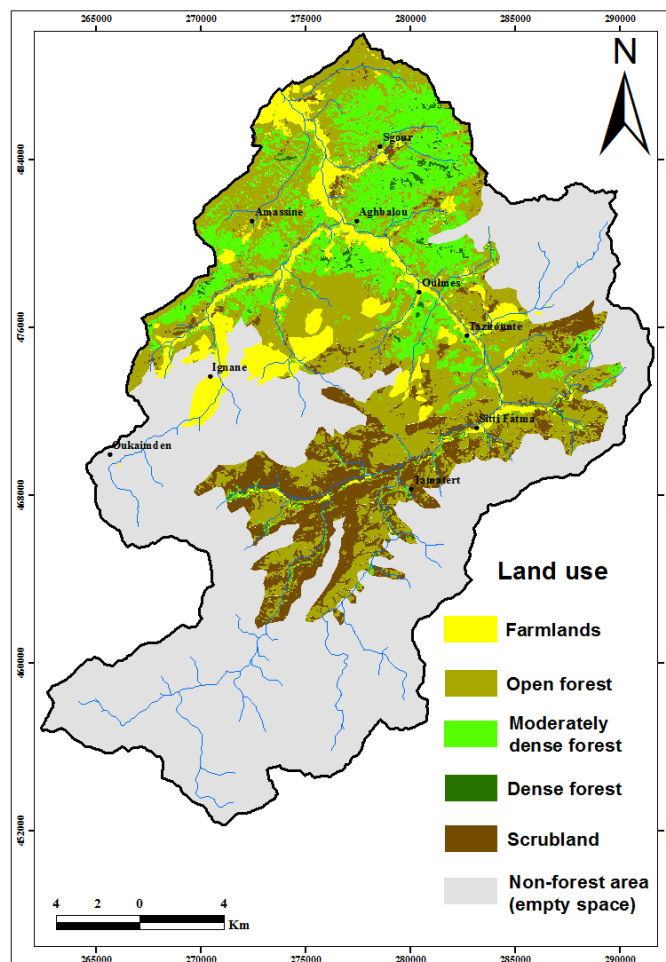 265000 270000 275000 280000 285000 290000
N
484000
476000
468000
460000
452000
Sgour
Amassine
Aghbalou
Oulmes
Tazitounte
Ignane
Sitti Fatma
Oukaimden
Tamatert
Land use
Farmlands
Open forest
Moderately
dense forest
Dense forest
Scrubland
Non-forest area
(empty space)
4 2 0 4
Km
265000 270000 275000 280000 285000 290000